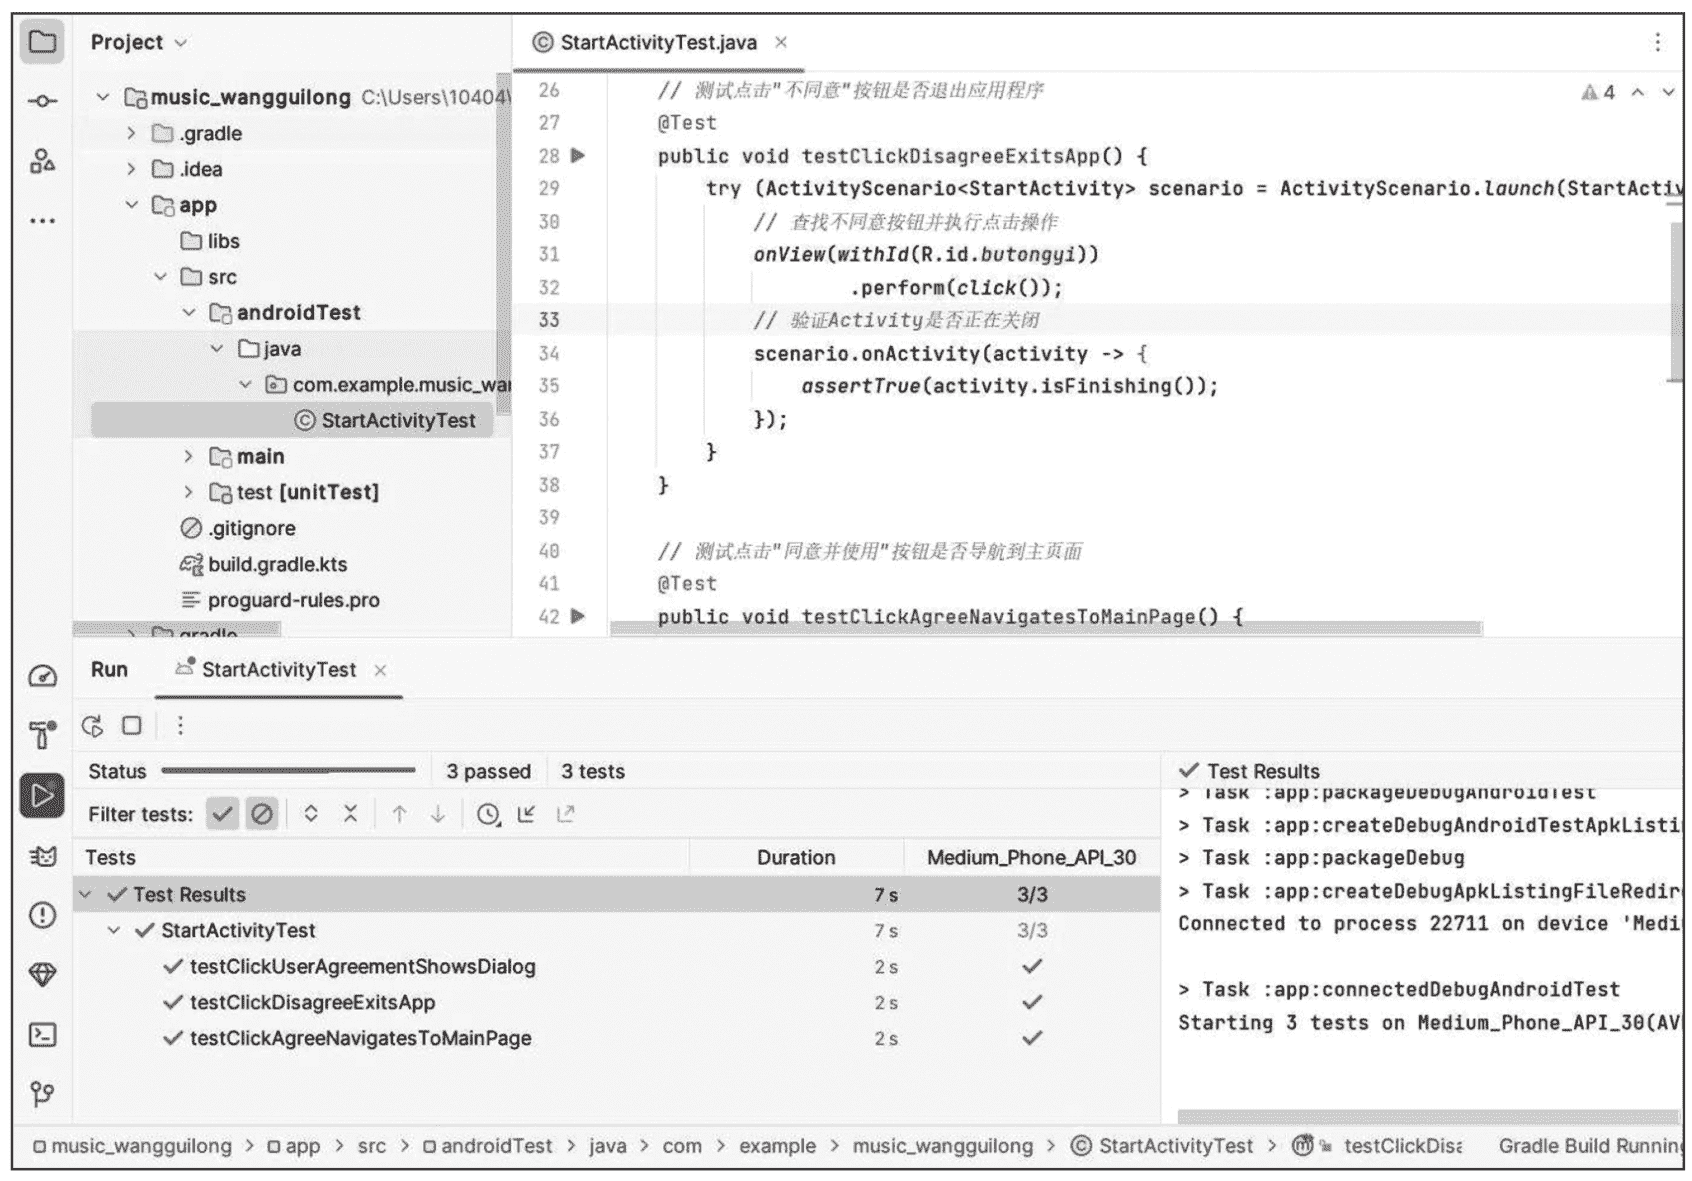 Project
music_wangguilong C:\Users\10404\
.gradle
.idea
app
libs
src
androidTest
java
com.example.music_wan
StartActivityTest
main
test [unitTest]
.gitignore
build.gradle.kts
proguard-rules.pro
gradle
StartActivityTest.java
4
26 // 测试点击"不同意"按钮是否退出应用程序
27 @Test
28 public void testClickDisagreeExitsApp() {
29 try (ActivityScenario<StartActivity> scenario = ActivityScenario.launch(StartActiv
30 // 查找不同意按钮并执行点击操作
31 onView(withId(R.id.butongyi))
32 .perform(click());
33 // 验证Activity是否正在关闭
34 scenario.onActivity(activity -> {
35 assertTrue(activity.isFinishing());
36 });
37 }
38 }
39
40 // 测试点击"同意并使用"按钮是否导航到主页面
41 @Test
42 public void testClickAgreeNavigatesToMainPage() {
Run StartActivityTest
Status 3 passed 3 tests
Filter tests:
Tests Duration Medium_Phone_API_30
Test Results 7 s 3/3
StartActivityTest 7 s 3/3
testClickUserAgreementShowsDialog 2 s
testClickDisagreeExitsApp 2 s
testClickAgreeNavigatesToMainPage 2 s
Test Results
> Task :app:packageDebugAndroidTest
> Task :app:createDebugAndroidTestApkListi
> Task :app:packageDebug
> Task :app:createDebugApkListingFileRedir
Connected to process 22711 on device 'Medi
> Task :app:connectedDebugAndroidTest
Starting 3 tests on Medium_Phone_API_30(AV
music_wangguilong > app > src > androidTest > java > com > example > music_wangguilong > StartActivityTest > testClickDisa Gradle Build Running